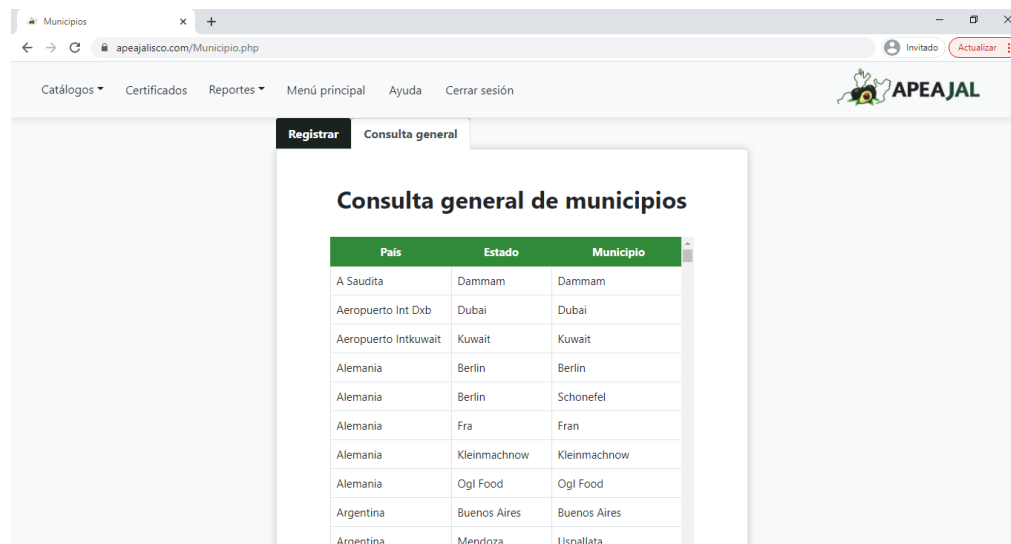 Municipios
apeajalisco.com/Municipio.php
Invitado
Actualizar
Catálogos Certificados Reportes Menú principal Ayuda Cerrar sesión
APEAJAL
Registrar Consulta general
Consulta general de municipios
País Estado Municipio
A Saudita Dammam Dammam
Aeropuerto Int Dxb Dubai Dubai
Aeropuerto Intkuwait Kuwait Kuwait
Alemania Berlin Berlin
Alemania Berlin Schonefel
Alemania Fra Fran
Alemania Kleinmachnow Kleinmachnow
Alemania Ogl Food Ogl Food
Argentina Buenos Aires Buenos Aires
Argentina Mendoza Uspallata